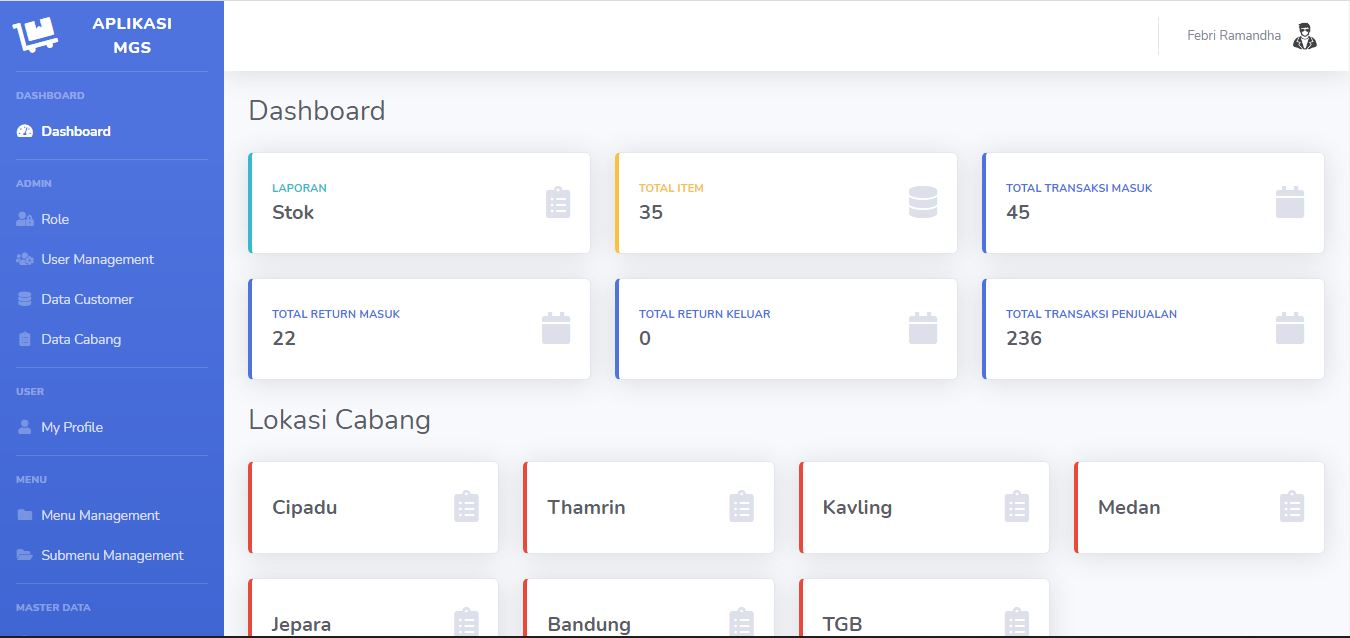 APLIKASI
MGS
DASHBOARD
Dashboard
ADMIN
Role
User Management
Data Customer
Data Cabang
USER
My Profile
MENU
Menu Management
Submenu Management
MASTER DATA
Febri Ramandha
Dashboard
LAPORAN
Stok
TOTAL ITEM
35
TOTAL TRANSAKSI MASUK
45
TOTAL RETURN MASUK
22
TOTAL RETURN KELUAR
0
TOTAL TRANSAKSI PENJUALAN
236
Lokasi Cabang
Cipadu
Thamrin
Kavling
Medan
Jepara
Bandung
TGB